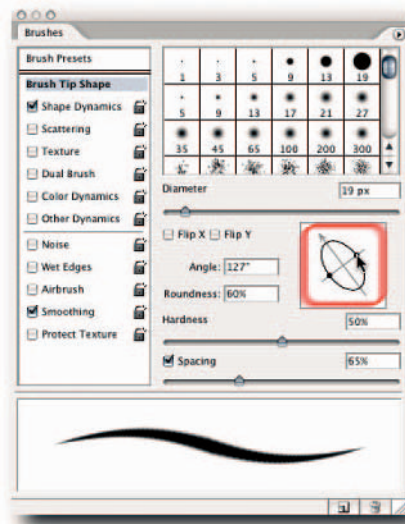 Brushes
Brush Presets
Brush Tip Shape
Shape Dynamics
Scattering
Texture
Dual Brush
Color Dynamics
Other Dynamics
Noise
Wet Edges
Airbrush
Smoothing
Protect Texture
1 3 5 9 13 19
5 9 13 17 21 27
35 45 65 100 200 300
Diameter 19 px
Flip X Flip Y
Angle: 127°
Roundness: 60%
Hardness 50%
Spacing 65%